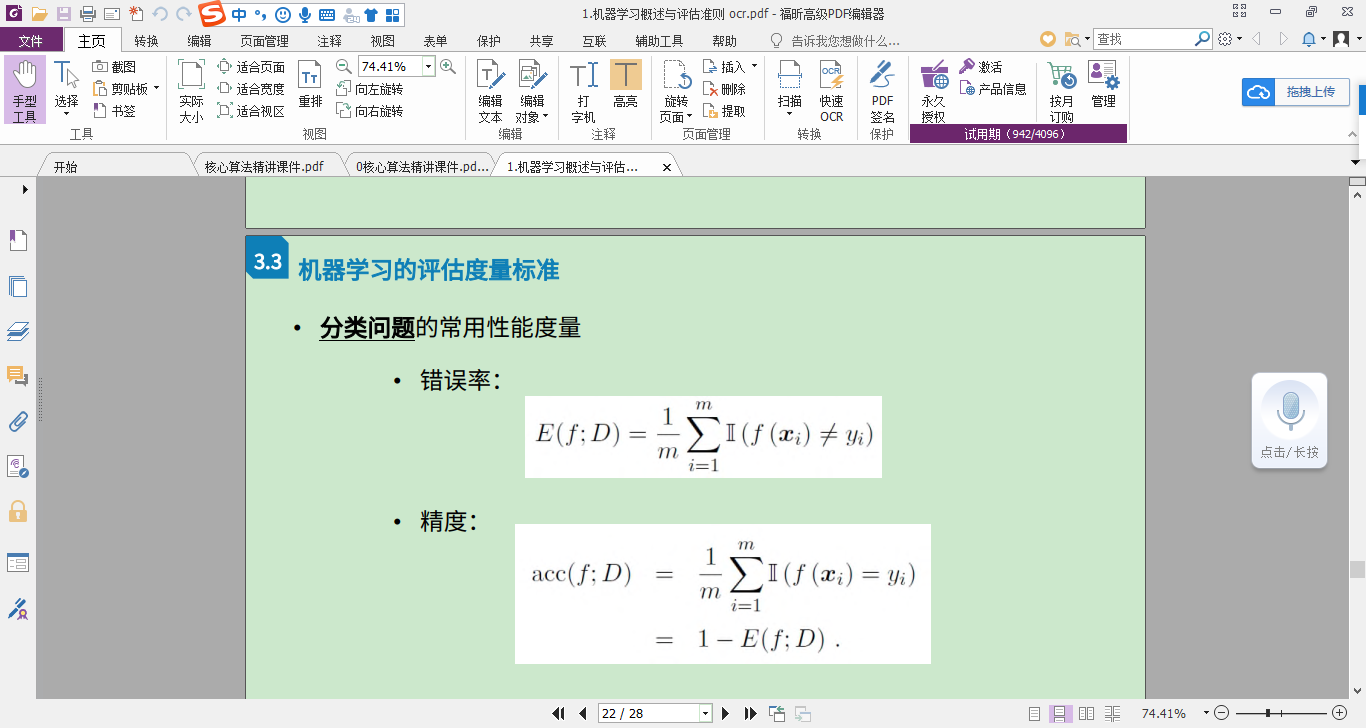 1.机器学习概述与评估准则 ocr.pdf - 福昕高级PDF编辑器
中
文件 主页 转换 编辑 页面管理 注释 视图 表单 保护 共享 互联 辅助工具 帮助 告诉我您想做什么... 查找
手型工具 选择 截图 剪贴板 书签
实际大小 适合页面 适合宽度 适合视区 重排 74.41% 向左旋转 向右旋转
编辑文本 编辑对象 打字机 高亮 旋转页面 插入 删除 提取
扫描 快速OCR PDF签名 永久授权 激活 产品信息 按月订购 管理
拖拽上传
工具 视图 编辑 注释 页面管理 转换 保护 试用期（942/4096）
开始 核心算法精讲课件.pdf 0核心算法精讲课件.pd... 1.机器学习概述与评估...
3.3 机器学习的评估度量标准
• 分类问题的常用性能度量
• 错误率：
E(f;D) = \frac{1}{m} \sum_{i=1}^{m} 𝕀 (f (x_i) ≠ y_i)
• 精度：
acc(f;D) = \frac{1}{m} \sum_{i=1}^{m} 𝕀 (f (x_i) = y_i)
= 1 − E(f;D) .
点击/长按
22 / 28
74.41%